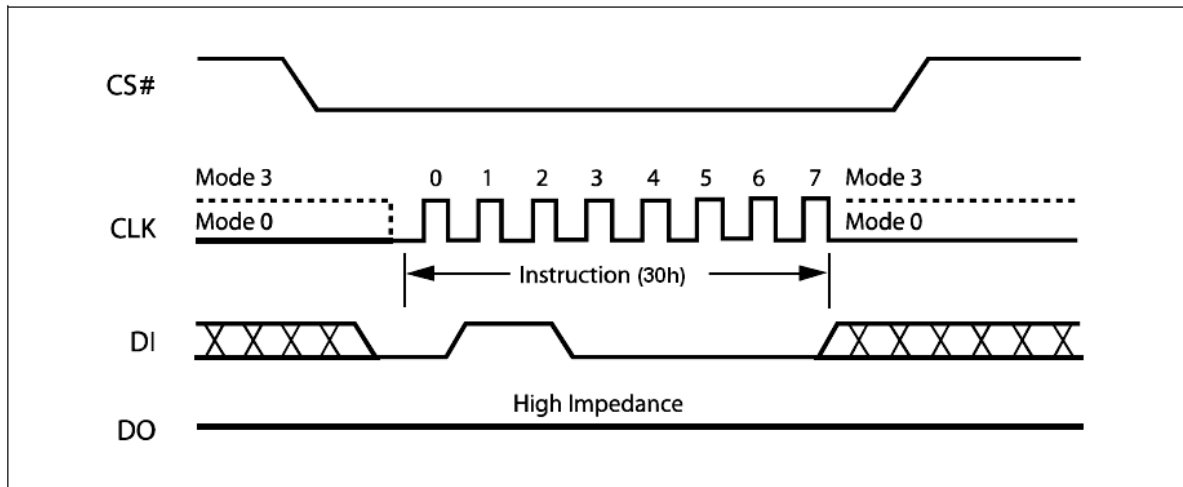 CS#
Mode 3 0 1 2 3 4 5 6 7 Mode 3
Mode 0 Mode 0
CLK
Instruction (30h)
DI
High Impedance
DO